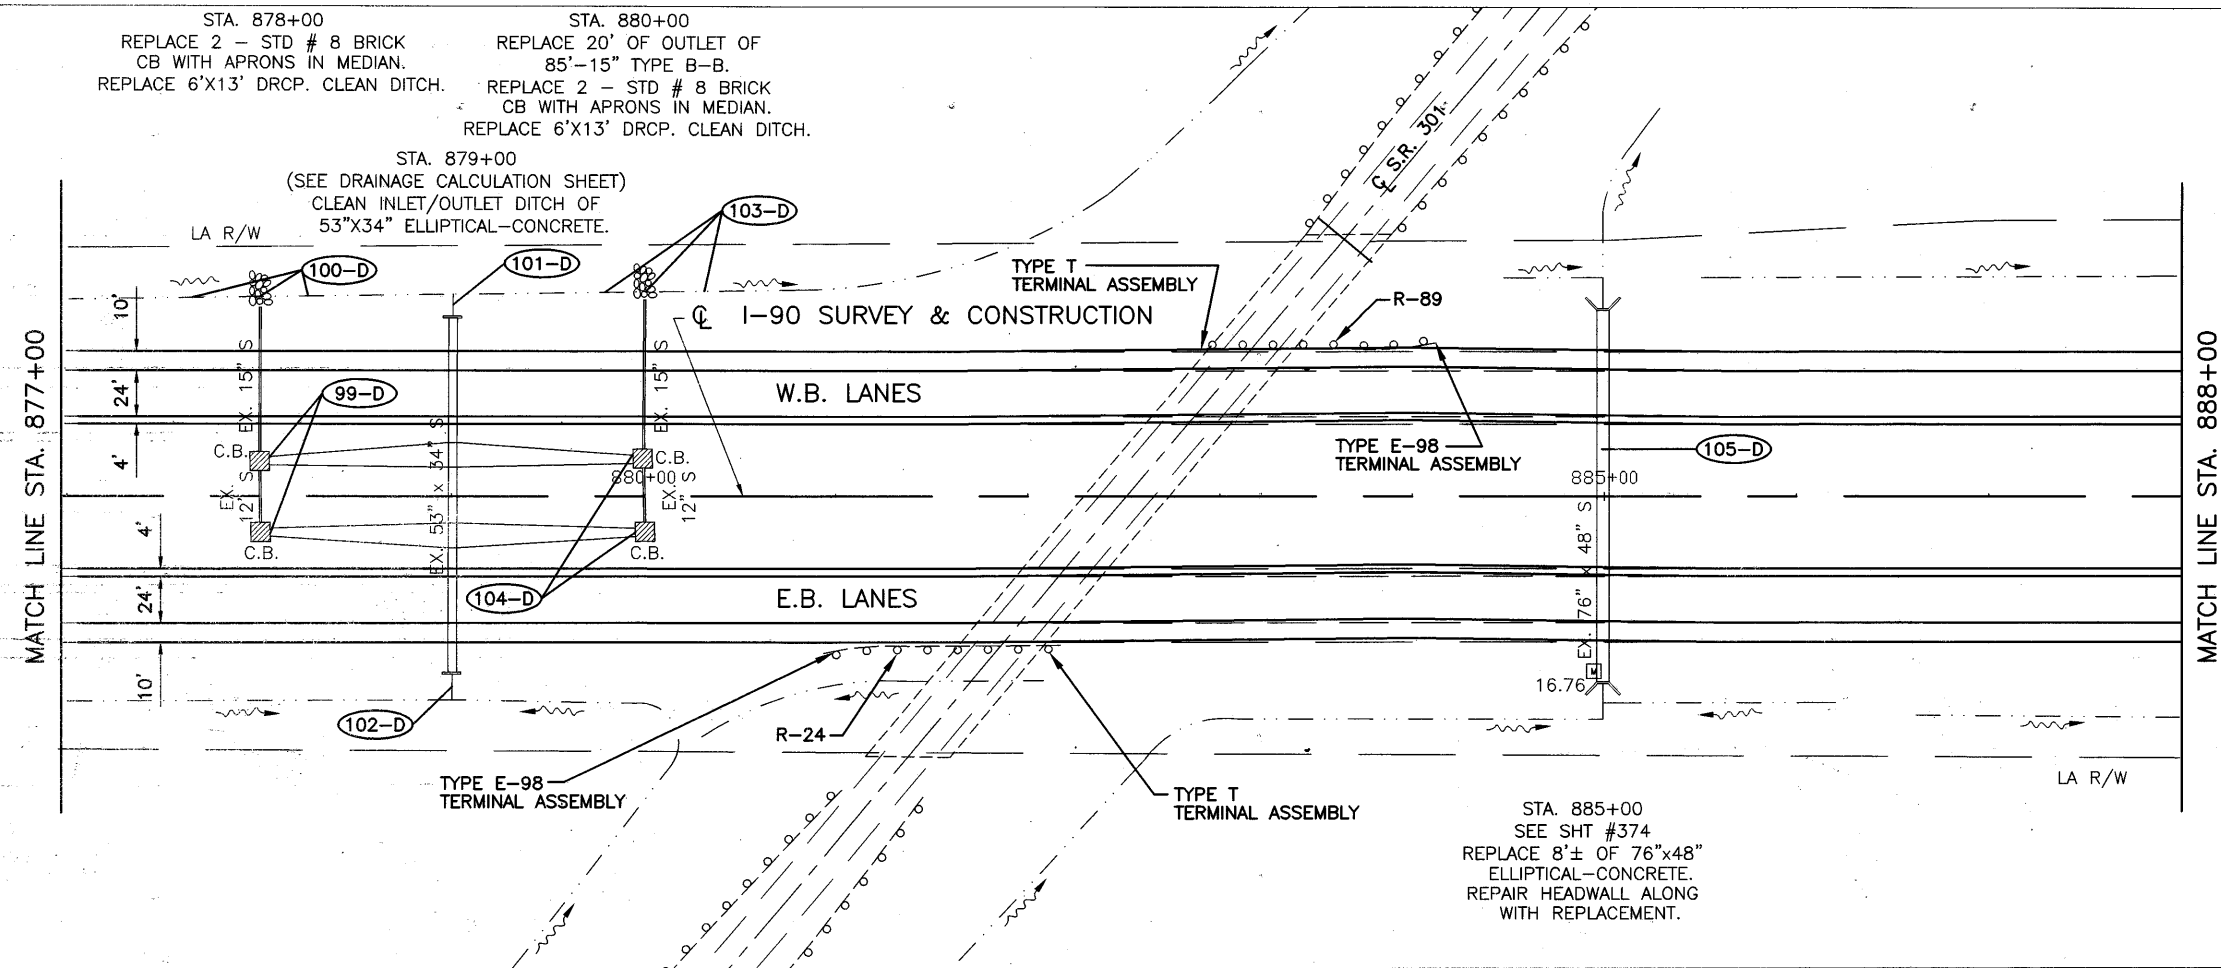 STA. 878+00
REPLACE 2 – STD # 8 BRICK
CB WITH APRONS IN MEDIAN.
REPLACE 6'X13' DRCP. CLEAN DITCH.
STA. 880+00
REPLACE 20' OF OUTLET OF
85'–15" TYPE B–B.
REPLACE 2 – STD # 8 BRICK
CB WITH APRONS IN MEDIAN.
REPLACE 6'X13' DRCP. CLEAN DITCH.
STA. 879+00
(SEE DRAINAGE CALCULATION SHEET)
CLEAN INLET/OUTLET DITCH OF
53"X34" ELLIPTICAL–CONCRETE.
LA R/W
100-D
101-D
103-D
℄ S.R. 301
TYPE T
TERMINAL ASSEMBLY
R-89
℄ I–90 SURVEY & CONSTRUCTION
MATCH LINE STA. 877+00
MATCH LINE STA. 888+00
10'
24'
4'
4'
24'
10'
EX. 15" S
EX. 15" S
99-D
W.B. LANES
C.B.
C.B.
880+00
EX. 12" S
EX. 12" S
EX. 53" x 34" S
C.B.
C.B.
TYPE E-98
TERMINAL ASSEMBLY
105-D
885+00
EX. 76" x 48" S
104-D
E.B. LANES
M
16.76
102-D
R-24
TYPE E-98
TERMINAL ASSEMBLY
TYPE T
TERMINAL ASSEMBLY
LA R/W
STA. 885+00
SEE SHT #374
REPLACE 8'± OF 76"x48"
ELLIPTICAL–CONCRETE.
REPAIR HEADWALL ALONG
WITH REPLACEMENT.